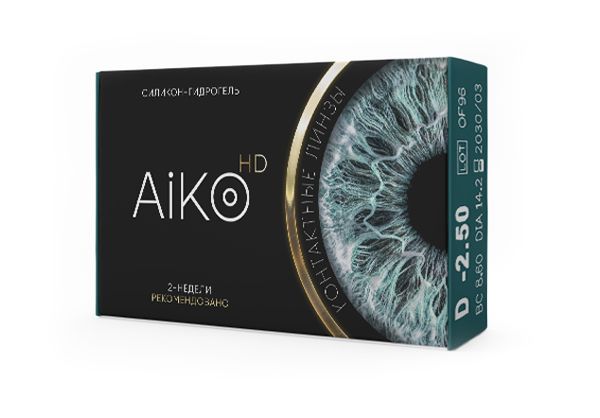 СИЛИКОН-ГИДРОГЕЛЬ
AiKO HD
2-НЕДЕЛИ
РЕКОМЕНДОВАНО
КОНТАКТНЫЕ ЛИНЗЫ
D -2.50
LOT OF96
BC 8.60 DIA 14.2 2030/03